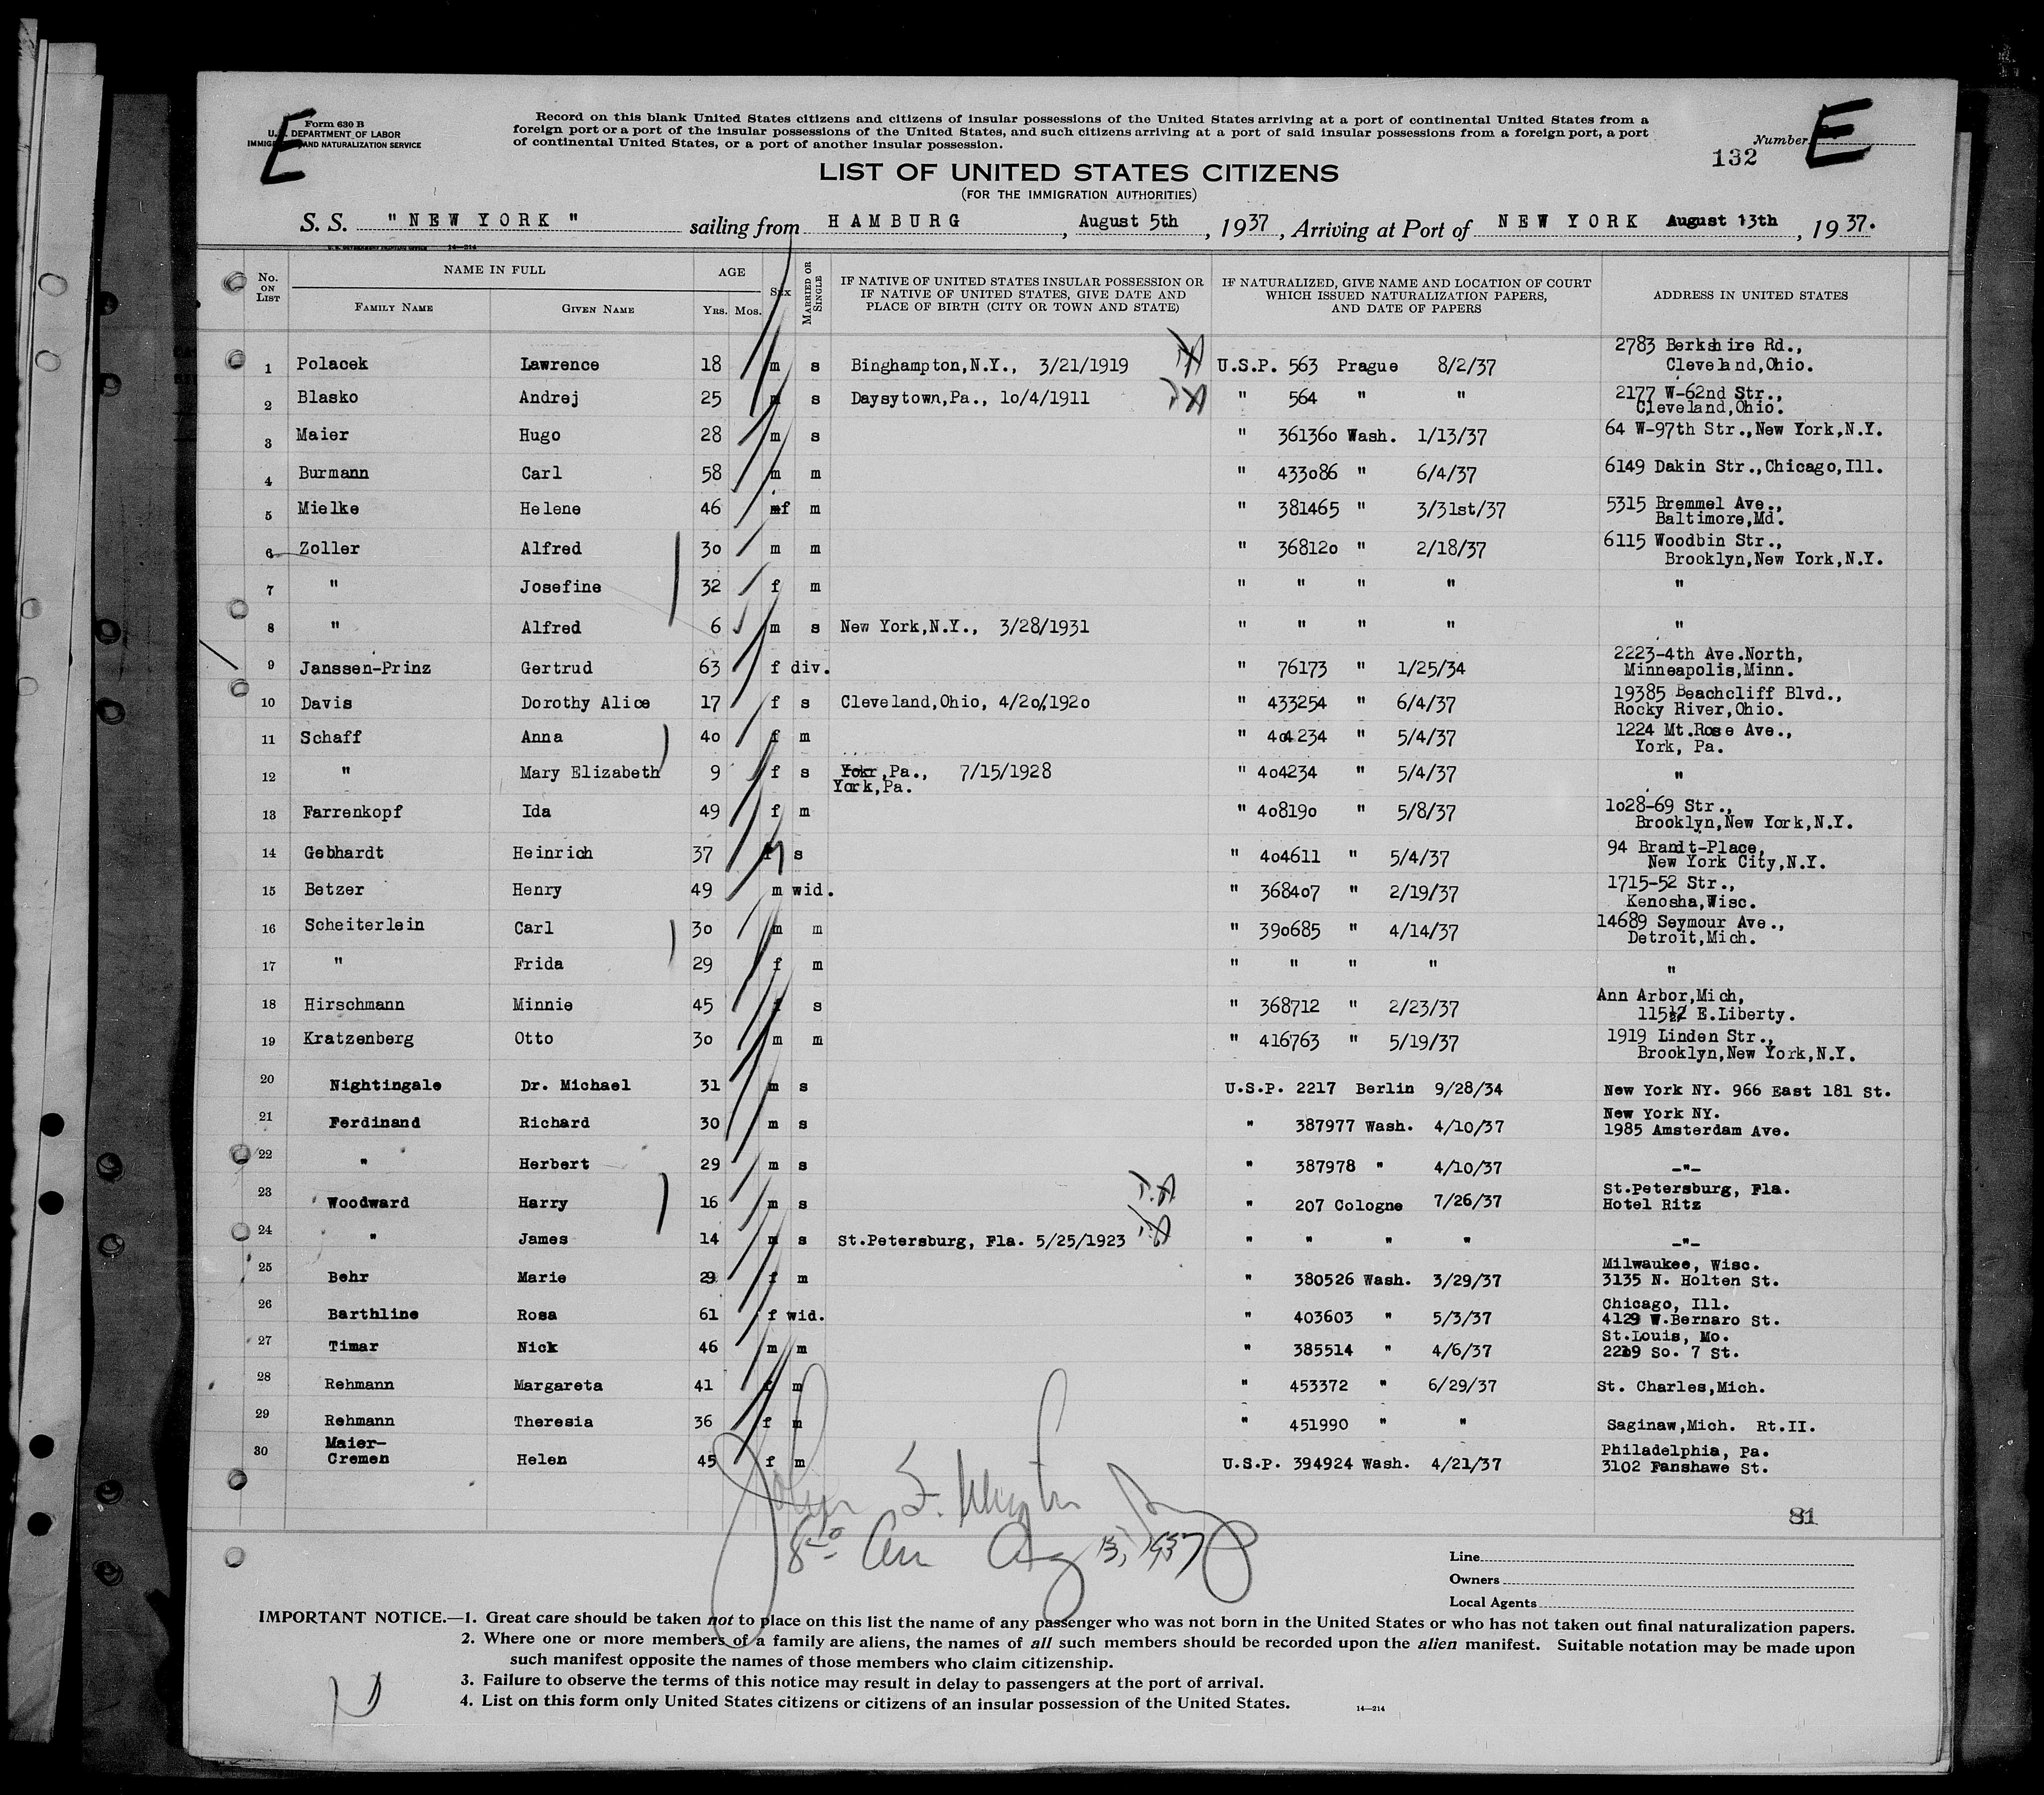 E
Form 630 B
U. S. DEPARTMENT OF LABOR
IMMIGRATION AND NATURALIZATION SERVICE
Record on this blank United States citizens and citizens of insular possessions of the United States arriving at a port of continental United States from a
foreign port or a port of the insular possessions of the United States, and such citizens arriving at a port of said insular possessions from a foreign port, a port
of continental United States, or a port of another insular possession.
Number E
132
LIST OF UNITED STATES CITIZENS
(FOR THE IMMIGRATION AUTHORITIES)
S. S. "NEW YORK" sailing from HAMBURG, August 5th, 1937, Arriving at Port of NEW YORK August 13th, 1937.
14—214
No. ON LIST NAME IN FULL AGE SEX MARRIED OR SINGLE IF NATIVE OF UNITED STATES INSULAR POSSESSION OR IF NATIVE OF UNITED STATES, GIVE DATE AND PLACE OF BIRTH (CITY OR TOWN AND STATE) IF NATURALIZED, GIVE NAME AND LOCATION OF COURT WHICH ISSUED NATURALIZATION PAPERS, AND DATE OF PAPERS ADDRESS IN UNITED STATES
FAMILY NAME GIVEN NAME YRS. MOS.
1 Polacek Lawrence 18 m s Binghampton,N.Y., 3/21/1919 U.S.P. 563 Prague 8/2/37 2783 Berkshire Rd., Cleveland,Ohio.
2 Blasko Andrej 25 m s Daysytown,Pa., 10/4/1911 " 564 " " 2177 W-62nd Str., Cleveland,Ohio.
3 Maier Hugo 28 m s " 361360 Wash. 1/13/37 64 W-97th Str.,New York,N.Y.
4 Burmann Carl 58 m m " 433086 " 6/4/37 6149 Dakin Str.,Chicago,Ill.
5 Mielke Helene 46 f m " 381465 " 3/31st/37 5315 Bremmel Ave., Baltimore,Md.
6 Zoller Alfred 30 m m " 368120 " 2/18/37 6115 Woodbin Str., Brooklyn,New York,N.Y.
7 " Josefine 32 f m " " " " "
8 " Alfred 6 m s New York,N.Y., 3/28/1931 " " " " "
9 Janssen-Prinz Gertrud 63 f div. " 76173 " 1/25/34 2223-4th Ave.North, Minneapolis,Minn.
10 Davis Dorothy Alice 17 f s Cleveland,Ohio, 4/20/1920 " 433254 " 6/4/37 19385 Beachcliff Blvd., Rocky River,Ohio.
11 Schaff Anna 40 f m " 404234 " 5/4/37 1224 Mt.Rose Ave., York, Pa.
12 " Mary Elizabeth 9 f s Yokr,Pa., 7/15/1928 York,Pa. " 404234 " 5/4/37 "
13 Farrenkopf Ida 49 f m " 408190 " 5/8/37 1028-69 Str., Brooklyn,New York,N.Y.
14 Gebhardt Heinrich 37 M s " 404611 " 5/4/37 94 Brandt-Place, New York City,N.Y.
15 Betzer Henry 49 m wid. " 368407 " 2/19/37 1715-52 Str., Kenosha,Wisc.
16 Scheiterlein Carl 30 m m " 390685 " 4/14/37 14689 Seymour Ave., Detroit,Mich.
17 " Frida 29 f m " " " " "
18 Hirschmann Minnie 45 f s " 368712 " 2/23/37 Ann Arbor,Mich, E.Liberty.
19 Kratzenberg Otto 30 m m " 416763 " 5/19/37 1919 Linden Str., Brooklyn,New York,N.Y.
20 Nightingale Dr. Michael 31 m s U.S.P. 2217 Berlin 9/28/34 New York NY. 966 East 181 St.
21 Ferdinand Richard 30 m s " 387977 Wash. 4/10/37 New York NY. 1985 Amsterdam Ave.
22 " Herbert 29 m s " 387978 " 4/10/37 -"-
23 Woodward Harry 16 m s " 207 Cologne 7/26/37 St.Petersburg, Fla. Hotel Ritz
24 " James 14 m s St.Petersburg, Fla. 5/25/1923 " " " " -"-
25 Behr Marie 29 f m " 380526 Wash. 3/29/37 Milwaukee, Wisc. 3135 N. Holten St.
26 Barthline Rosa 61 f wid. " 403603 " 5/3/37 Chicago, Ill. 4129 W.Bernaro St.
27 Timar Nick 46 m m " 385514 " 4/6/37 St.Louis, Mo. 2219 So. 7 St.
28 Rehmann Margareta 41 f m " 453372 " 6/29/37 St. Charles,Mich.
29 Rehmann Theresia 36 f m " 451990 " " Saginaw,Mich. Rt.II.
30 Maier-Cremen Helen 45 f m U.S.P. 394924 Wash. 4/21/37 Philadelphia, Pa. 3102 Fanshawe St.
81
Aug 13, 1937
Line
Owners
Local Agents
IMPORTANT NOTICE.—1. Great care should be taken not to place on this list the name of any passenger who was not born in the United States or who has not taken out final naturalization papers.
2. Where one or more members of a family are aliens, the names of all such members should be recorded upon the alien manifest. Suitable notation may be made upon
such manifest opposite the names of those members who claim citizenship.
3. Failure to observe the terms of this notice may result in delay to passengers at the port of arrival.
4. List on this form only United States citizens or citizens of an insular possession of the United States.
14—214